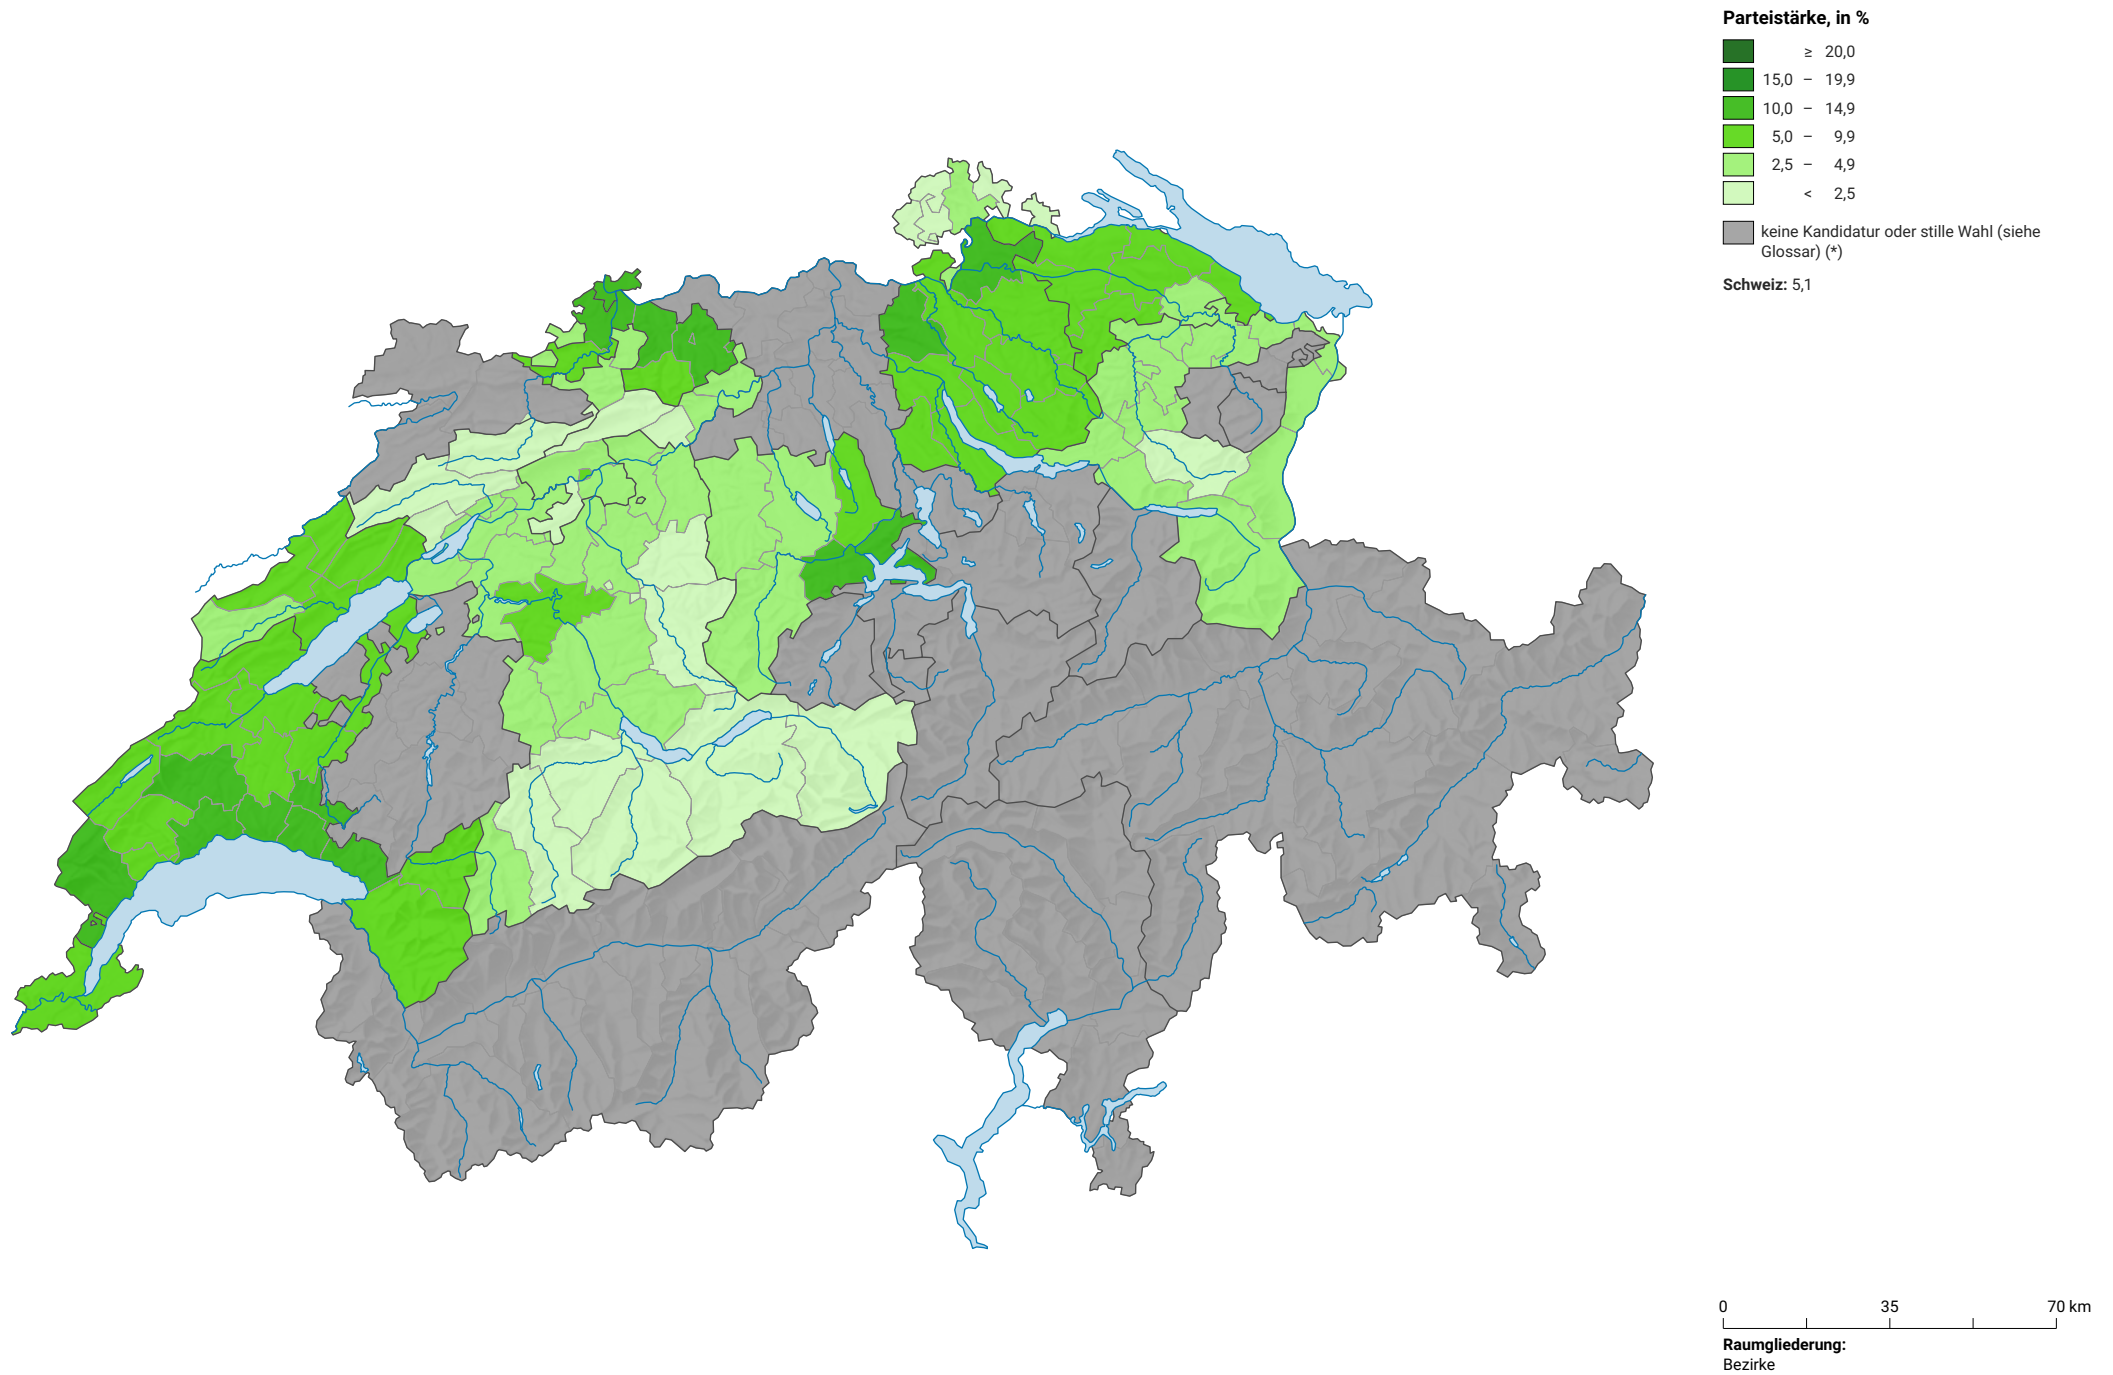 Parteistärke, in %
≥ 20,0
15,0 – 19,9
10,0 – 14,9
5,0 – 9,9
2,5 – 4,9
< 2,5
keine Kandidatur oder stille Wahl (siehe
Glossar) (*)
Schweiz: 5,1
0 35 70 km
Raumgliederung:
Bezirke